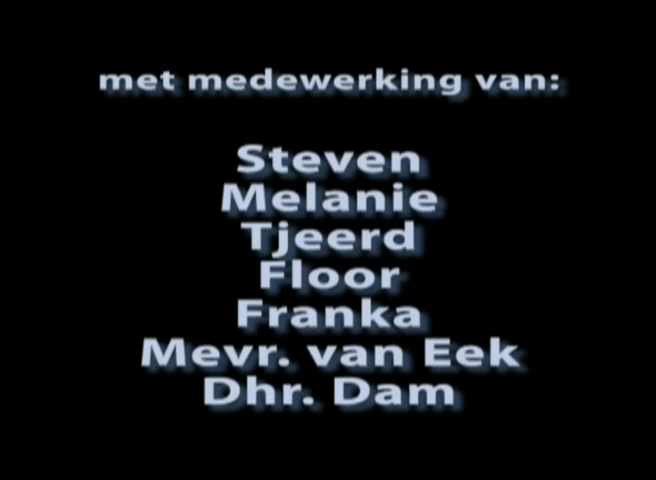 met medewerking van:
Steven
Melanie
Tjeerd
Floor
Franka
Mevr. van Eek
Dhr. Dam